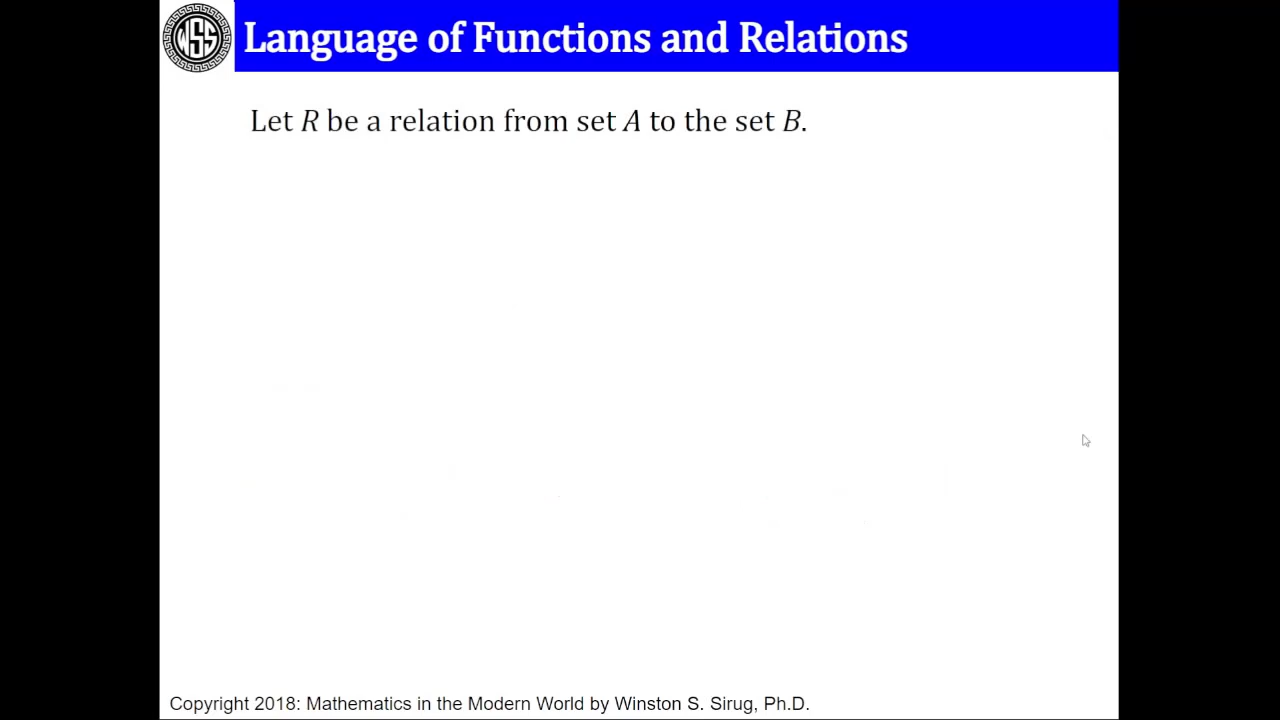 WSS
Language of Functions and Relations
Let R be a relation from set A to the set B.
Copyright 2018: Mathematics in the Modern World by Winston S. Sirug, Ph.D.